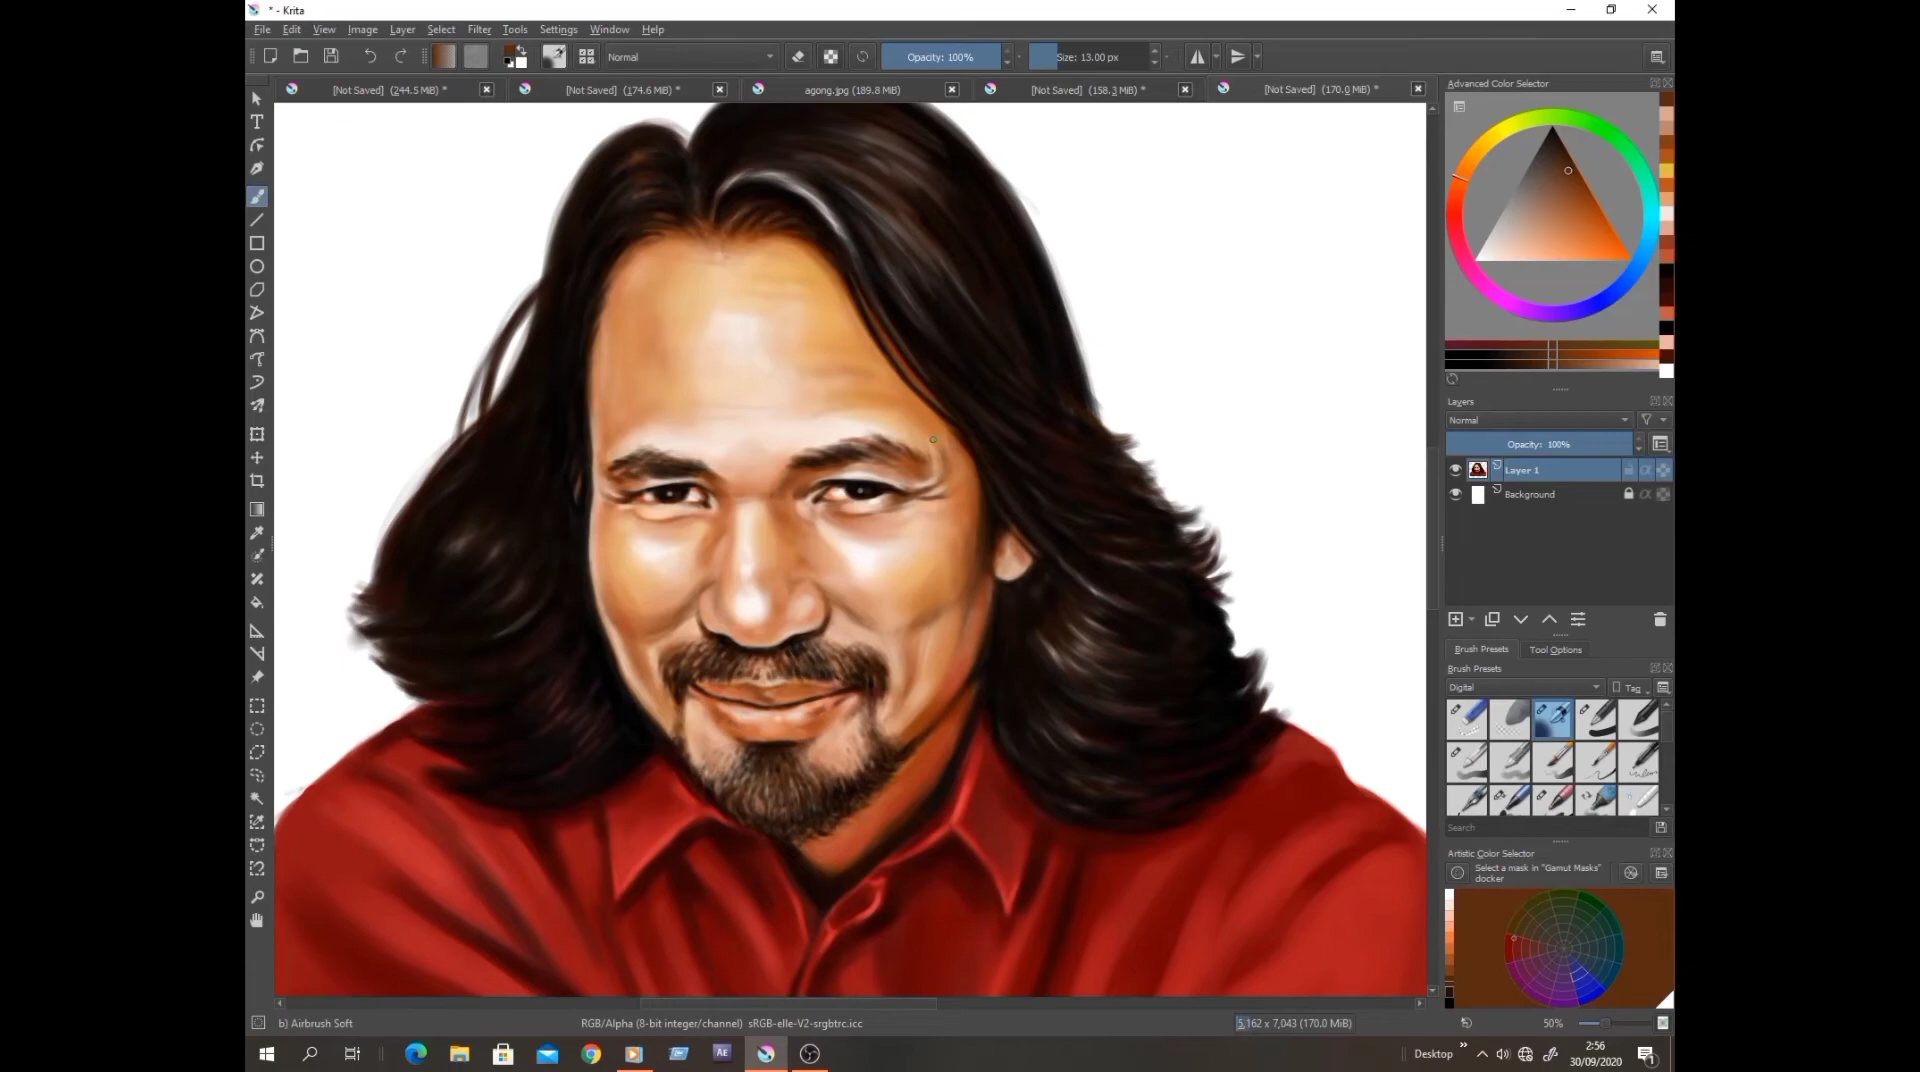 * - Krita
File Edit View Image Layer Select Filter Tools Settings Window Help
Normal Opacity: 100% Size: 13.00 px
[Not Saved] (244.5 MiB) * [Not Saved] (174.6 MiB) * agong.jpg (189.8 MiB) [Not Saved] (158.3 MiB) * [Not Saved] (170.0 MiB) *
Advanced Color Selector
Layers
Normal
Opacity: 100%
Layer 1
Background
Brush Presets Tool Options
Brush Presets
Digital Tag
Search
Artistic Color Selector
Select a mask in "Gamut Masks"
docker
b) Airbrush Soft RGB/Alpha (8-bit integer/channel) sRGB-elle-V2-srgbtrc.icc 5,162 x 7,043 (170.0 MiB) 50%
AE Desktop 2:56
30/09/2020
1